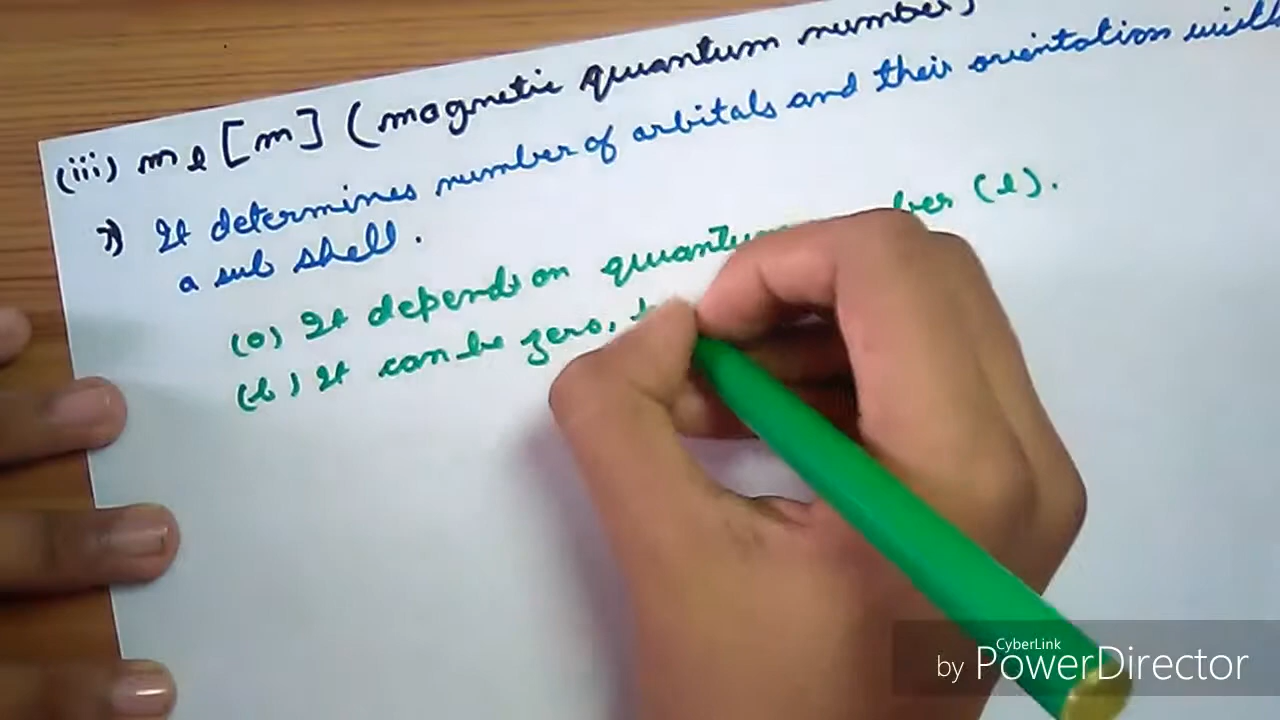 (iii) ml [m] (magnetic quantum number)
⇒) It determines number of orbitals and their orientation with
a sub shell.
(a) It depends on quantum (l).
(b) It can be zero,
CyberLink
by PowerDirector